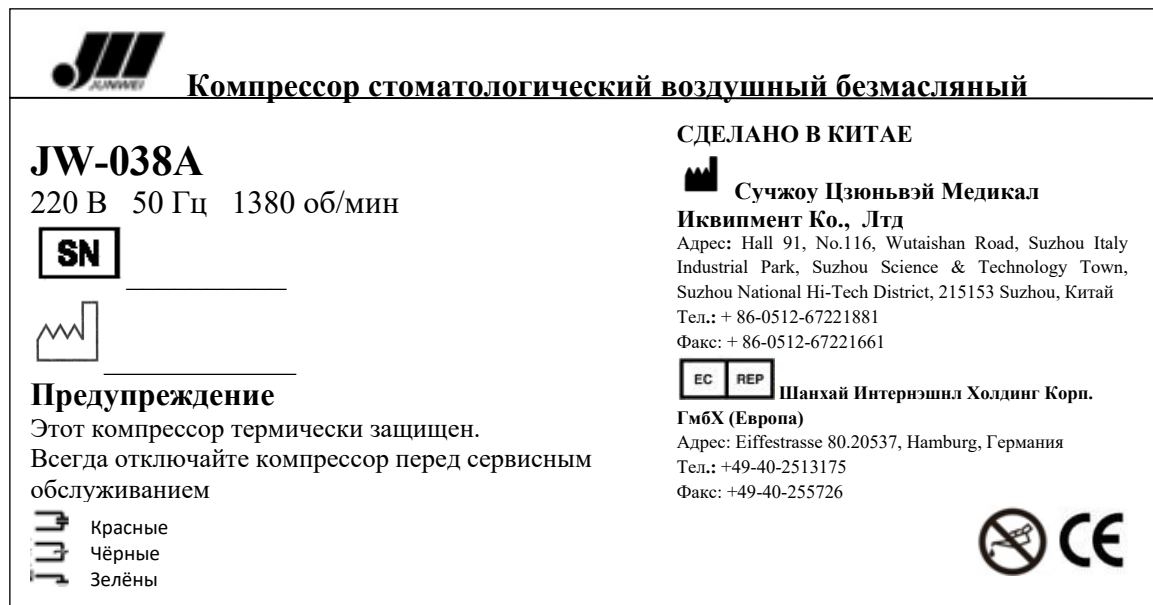 JUNWEI
Компрессор стоматологический воздушный безмасляный
JW-038A
220 В 50 Гц 1380 об/мин
SN
Предупреждение
Этот компрессор термически защищен.
Всегда отключайте компрессор перед сервисным
обслуживанием
Красные
Чёрные
Зелёны
СДЕЛАНО В КИТАЕ
Сучжоу Цзюньвэй Медикал
Иквипмент Ко., Лтд
Адрес: Hall 91, No.116, Wutaishan Road, Suzhou Italy
Industrial Park, Suzhou Science & Technology Town,
Suzhou National Hi-Tech District, 215153 Suzhou, Китай
Тел.: + 86-0512-67221881
Факс: + 86-0512-67221661
EC REP Шанхай Интернэшнл Холдинг Корп.
ГмбХ (Европа)
Адрес: Eiffestrasse 80.20537, Hamburg, Германия
Тел.: +49-40-2513175
Факс: +49-40-255726
CE